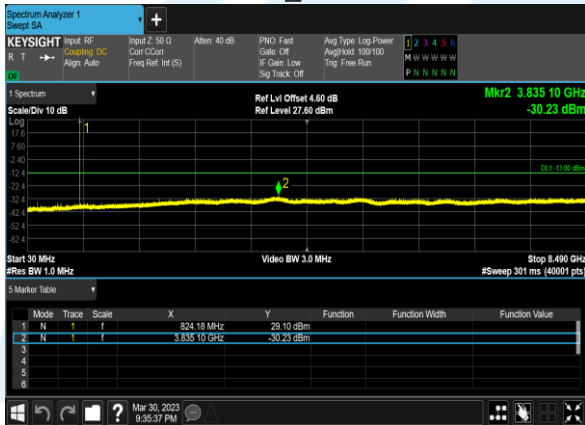 Spectrum Analyzer 1
Swept SA
+
KEYSIGHT Input: RF Input Z: 50 Ω Atten: 40 dB PNO: Fast Avg Type: Log-Power 1 2 3 4 5 6
R T Coupling: DC Corr CCorr Gate: Off Avg|Hold: 100/100 M W W W W W
Align: Auto Freq Ref: Int (S) IF Gain: Low Trig: Free Run
Sig Track: Off P N N N N N
1 Spectrum Ref Lvl Offset 4.60 dB Mkr2 3.835 10 GHz
Scale/Div 10 dB Ref Level 27.60 dBm -30.23 dBm
Log
17.6
7.60
-2.40
-12.4
-22.4
-32.4
-42.4
-52.4
-62.4
1
DL1 -13.00 dBm
2
Start 30 MHz Video BW 3.0 MHz Stop 8.490 GHz
#Res BW 1.0 MHz #Sweep 301 ms (40001 pts)
5 Marker Table
Mode Trace Scale X Y Function Function Width Function Value
1 N 1 f 824.18 MHz 29.10 dBm
2 N 1 f 3.835 10 GHz -30.23 dBm
3
4
5
6
? Mar 30, 2023
9:35:37 PM